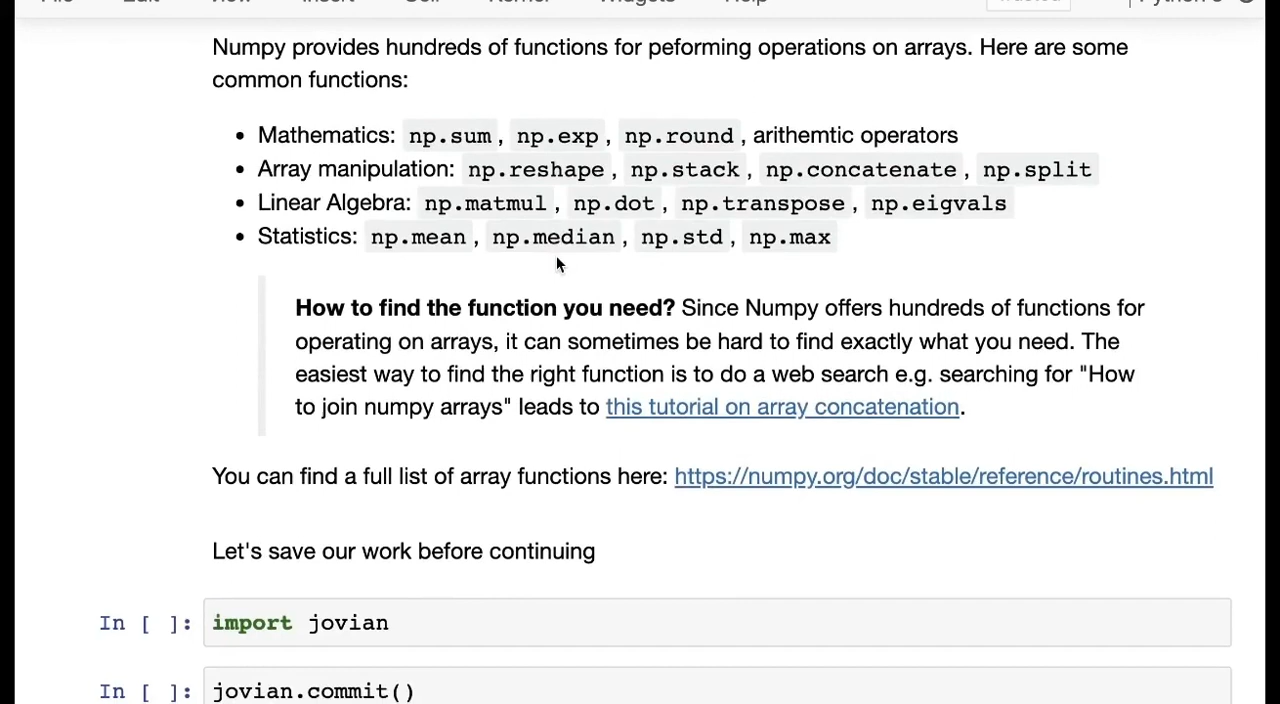 Numpy provides hundreds of functions for peforming operations on arrays. Here are some
common functions:
• Mathematics: np.sum , np.exp , np.round , arithemtic operators
• Array manipulation: np.reshape , np.stack , np.concatenate , np.split
• Linear Algebra: np.matmul , np.dot , np.transpose , np.eigvals
• Statistics: np.mean , np.median , np.std , np.max
How to find the function you need? Since Numpy offers hundreds of functions for
operating on arrays, it can sometimes be hard to find exactly what you need. The
easiest way to find the right function is to do a web search e.g. searching for "How
to join numpy arrays" leads to this tutorial on array concatenation.
You can find a full list of array functions here: https://numpy.org/doc/stable/reference/routines.html
Let's save our work before continuing
In [ ]: import jovian
In [ ]: jovian.commit()